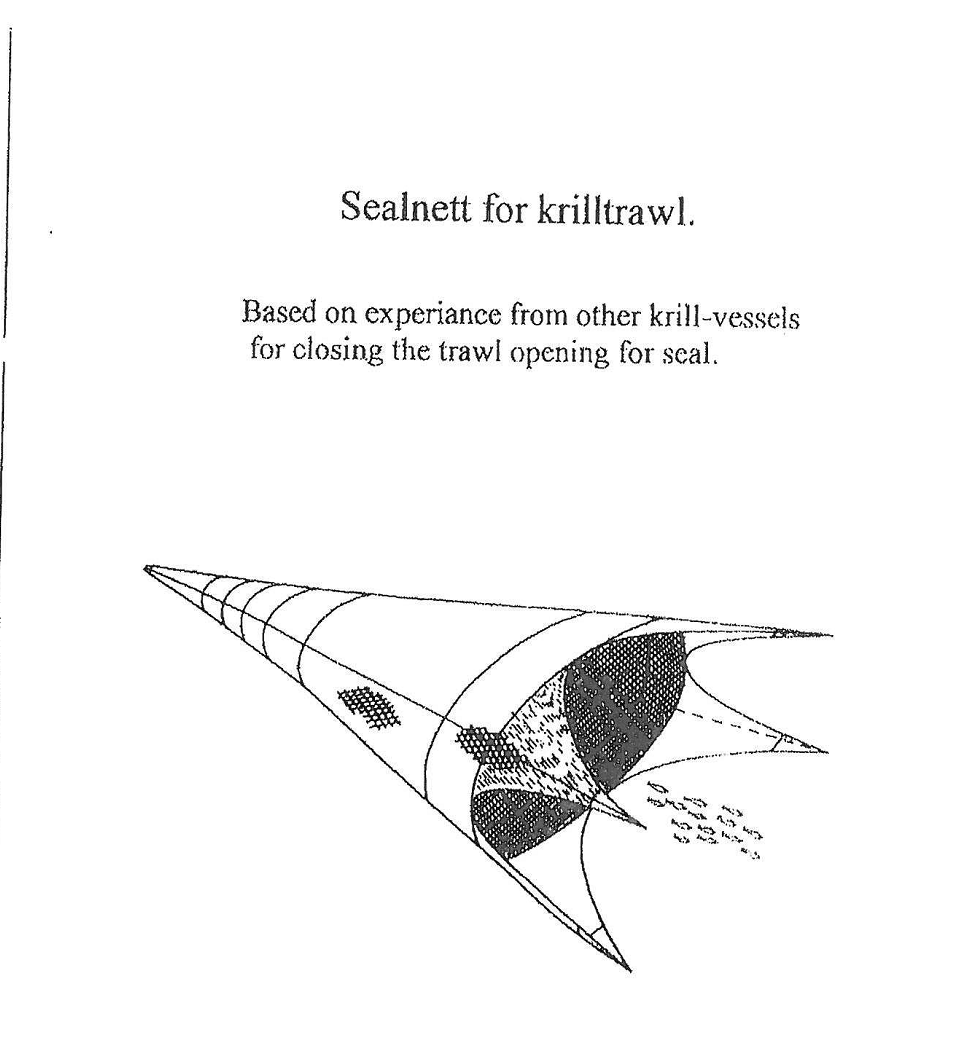 Sealnett for krilltrawl.
Based on experiance from other krill-vessels
for closing the trawl opening for seal.